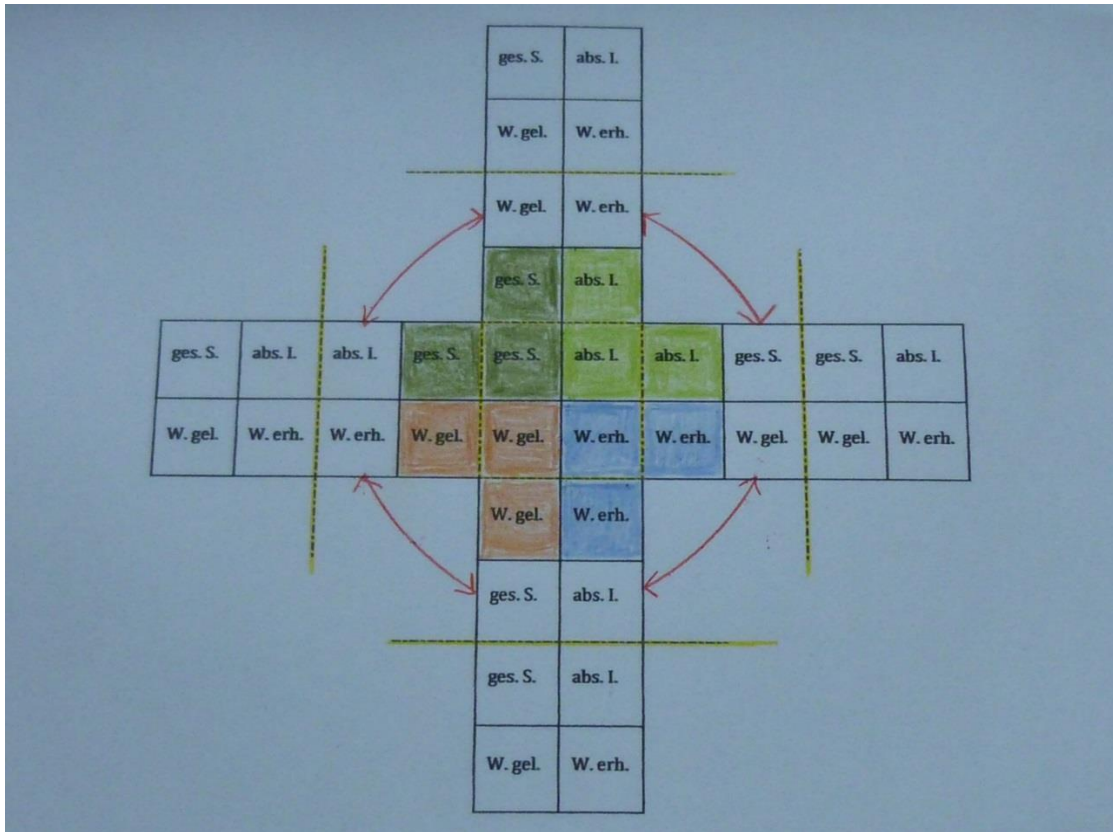 ges. S. abs. I.
W. gel. W. erh.
W. gel. W. erh.
ges. S. abs. I.
ges. S. abs. I. abs. I. ges. S. ges. S. abs. I. abs. I. ges. S. ges. S. abs. I.
W. gel. W. erh. W. erh. W. gel. W. gel. W. erh. W. erh. W. gel. W. gel. W. erh.
W. gel. W. erh.
ges. S. abs. I.
ges. S. abs. I.
W. gel. W. erh.